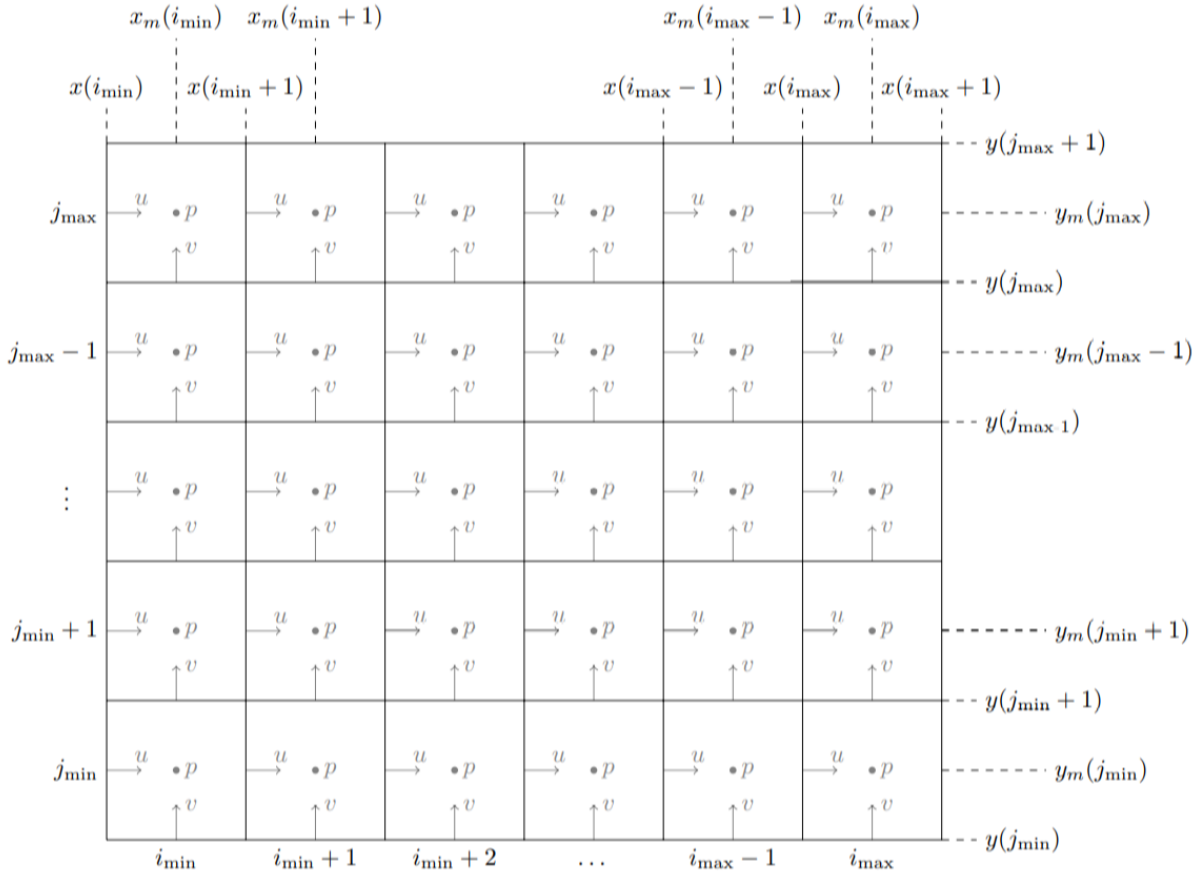 x_m(i_min) x_m(i_min + 1) x_m(i_max − 1) x_m(i_max)
x(i_min) x(i_min + 1) x(i_max − 1) x(i_max) x(i_max + 1)
y(j_max + 1)
u u u u u u
j_max p p p p p p y_m(j_max)
v v v v v v
y(j_max)
u u u u u u
j_max − 1 p p p p p p y_m(j_max − 1)
v v v v v v
y(j_max 1)
u u u u u u
⋮ p p p p p p
v v v v v v
u u u u u u
j_min + 1 p p p p p p y_m(j_min + 1)
v v v v v v
y(j_min + 1)
u u u u u u
j_min p p p p p p y_m(j_min)
v v v v v v
y(j_min)
i_min i_min + 1 i_min + 2 … i_max − 1 i_max